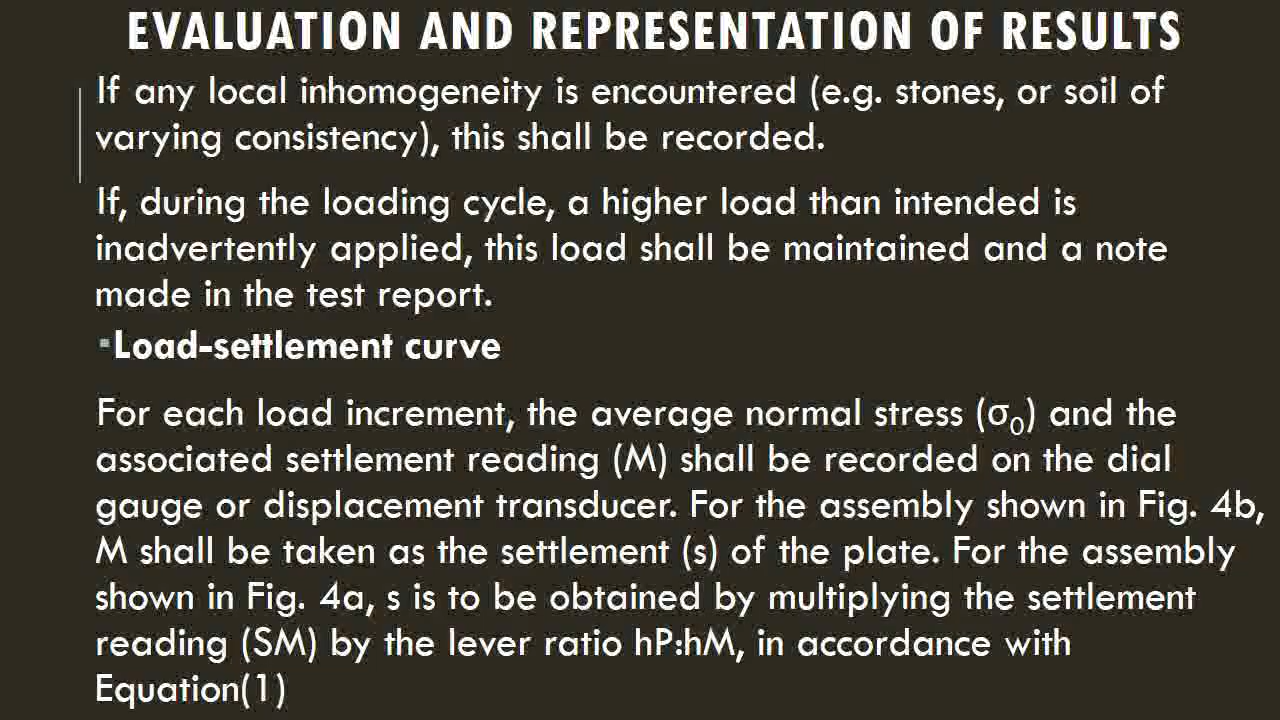 EVALUATION AND REPRESENTATION OF RESULTS
If any local inhomogeneity is encountered (e.g. stones, or soil of
varying consistency), this shall be recorded.
If, during the loading cycle, a higher load than intended is
inadvertently applied, this load shall be maintained and a note
made in the test report.
▪Load-settlement curve
For each load increment, the average normal stress (σ₀) and the
associated settlement reading (M) shall be recorded on the dial
gauge or displacement transducer. For the assembly shown in Fig. 4b,
M shall be taken as the settlement (s) of the plate. For the assembly
shown in Fig. 4a, s is to be obtained by multiplying the settlement
reading (SM) by the lever ratio hP:hM, in accordance with
Equation(1)